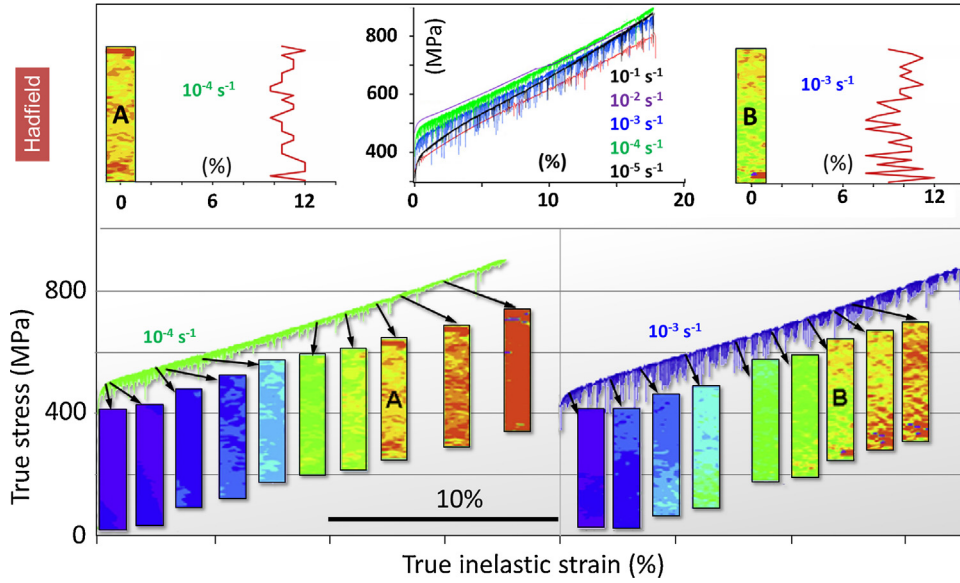 Hadfield
A
10⁻⁴ s⁻¹
(%)
0 6 12
(MPa)
800
600
400
10⁻¹ s⁻¹
10⁻² s⁻¹
10⁻³ s⁻¹
10⁻⁴ s⁻¹
10⁻⁵ s⁻¹
(%)
0 10 20
B
10⁻³ s⁻¹
(%)
0 6 12
True stress (MPa)
800
400
0
10⁻⁴ s⁻¹
A
10%
10⁻³ s⁻¹
B
True inelastic strain (%)